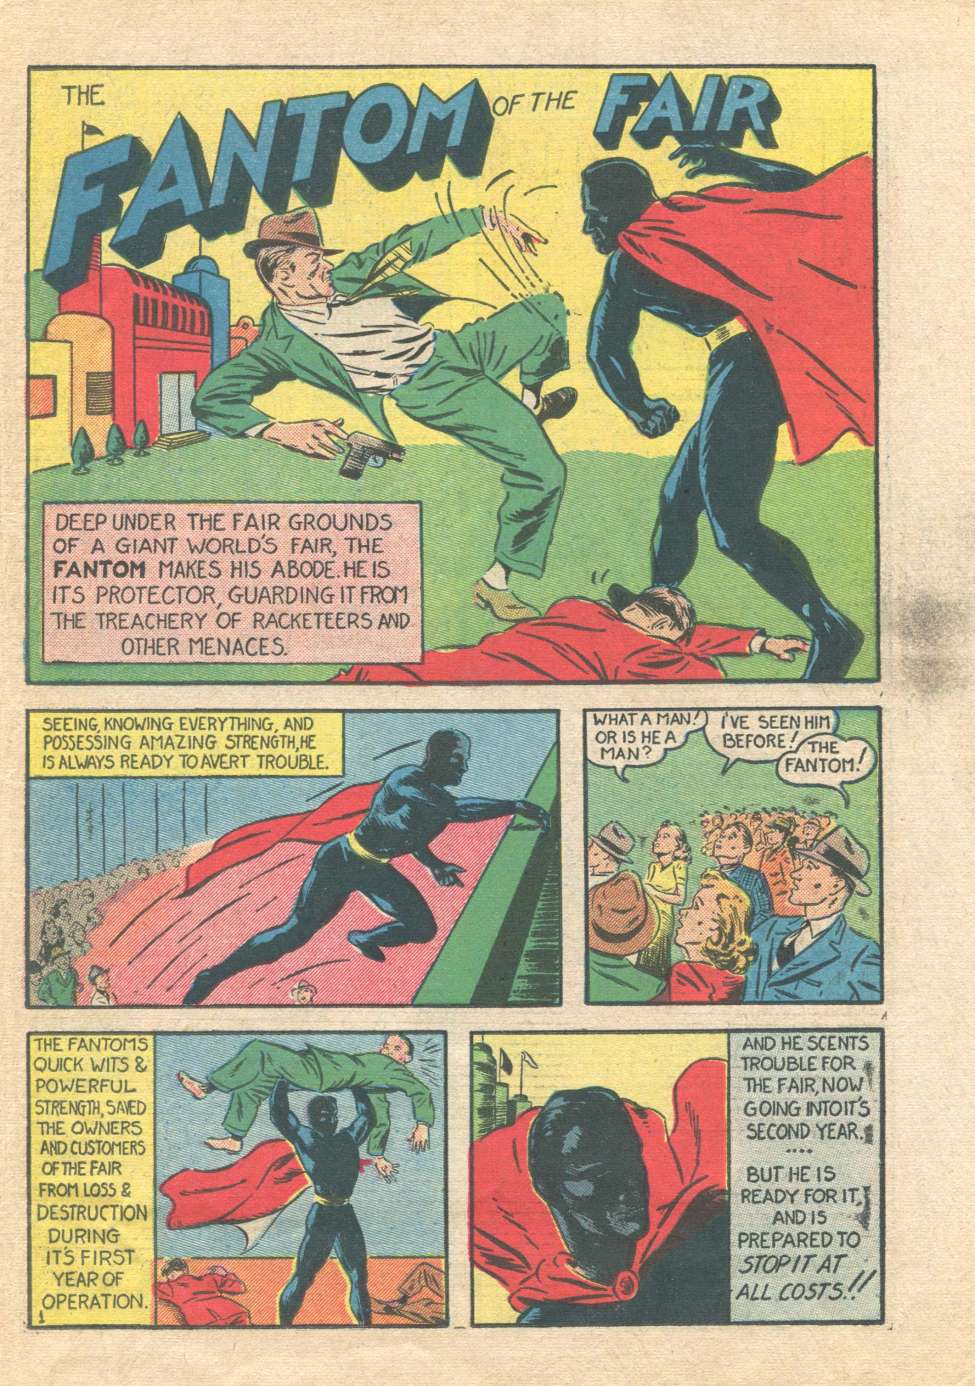 THE
FANTOM OF THE FAIR
DEEP UNDER THE FAIR GROUNDS
OF A GIANT WORLD'S FAIR, THE
FANTOM MAKES HIS ABODE. HE IS
ITS PROTECTOR, GUARDING IT FROM
THE TREACHERY OF RACKETEERS AND
OTHER MENACES.
SEEING, KNOWING EVERYTHING, AND
POSSESSING AMAZING STRENGTH, HE
IS ALWAYS READY TO AVERT TROUBLE.
WHAT A MAN!
OR IS HE A
MAN?
I'VE SEEN HIM
BEFORE!
THE
FANTOM!
THE FANTOMS
QUICK WITS &
POWERFUL
STRENGTH, SAVED
THE OWNERS
AND CUSTOMERS
OF THE FAIR
FROM LOSS &
DESTRUCTION
DURING
IT'S FIRST
YEAR OF
OPERATION.
1
AND HE SCENTS
TROUBLE FOR
THE FAIR, NOW
GOING INTO IT'S
SECOND YEAR.
....
BUT HE IS
READY FOR IT,
AND IS
PREPARED TO
STOP IT AT
ALL COSTS!!